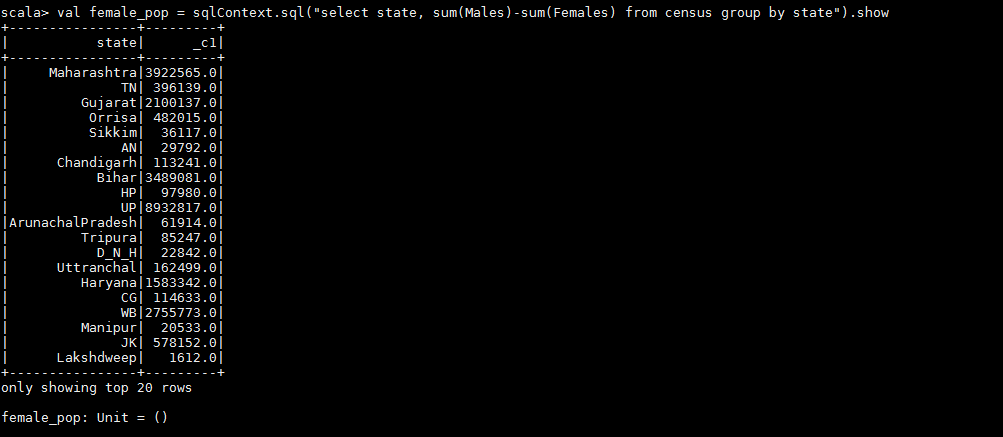 scala> val female_pop = sqlContext.sql("select state, sum(Males)-sum(Females) from census group by state").show
+----------------+---------+
|           state|      _c1|
+----------------+---------+
|     Maharashtra|3922565.0|
|              TN| 396139.0|
|         Gujarat|2100137.0|
|          Orrisa| 482015.0|
|          Sikkim|  36117.0|
|              AN|  29792.0|
|      Chandigarh| 113241.0|
|           Bihar|3489081.0|
|              HP|  97980.0|
|              UP|8932817.0|
|ArunachalPradesh|  61914.0|
|         Tripura|  85247.0|
|           D_N_H|  22842.0|
|      Uttranchal| 162499.0|
|         Haryana|1583342.0|
|              CG| 114633.0|
|              WB|2755773.0|
|         Manipur|  20533.0|
|              JK| 578152.0|
|      Lakshdweep|   1612.0|
+----------------+---------+
only showing top 20 rows
female_pop: Unit = ()